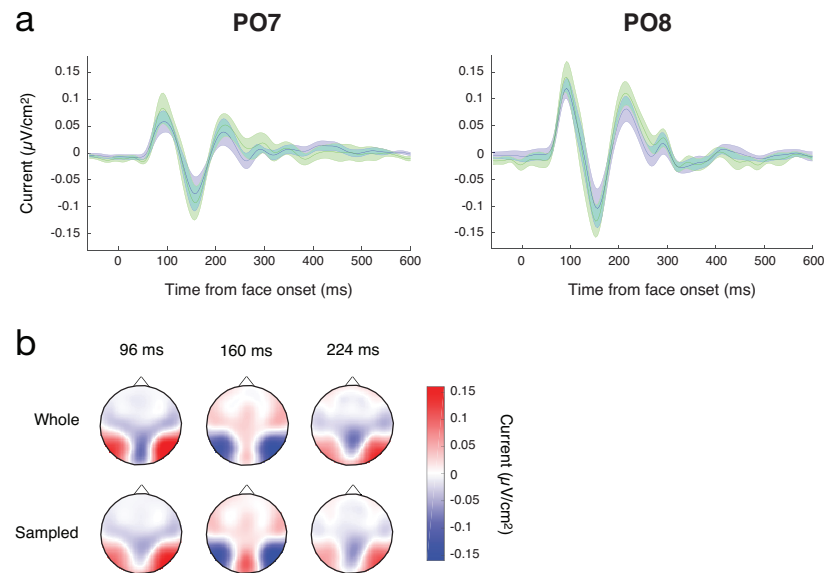 a
PO7
PO8
Current (μV/cm²)
0.15
0.1
0.05
0
-0.05
-0.1
-0.15
0 100 200 300 400 500 600
Time from face onset (ms)
0.15
0.1
0.05
0
-0.05
-0.1
-0.15
0 100 200 300 400 500 600
Time from face onset (ms)
b
96 ms 160 ms 224 ms
Whole
Sampled
0.15
0.10
0.05
0
-0.05
-0.10
-0.15
Current (μV/cm²)